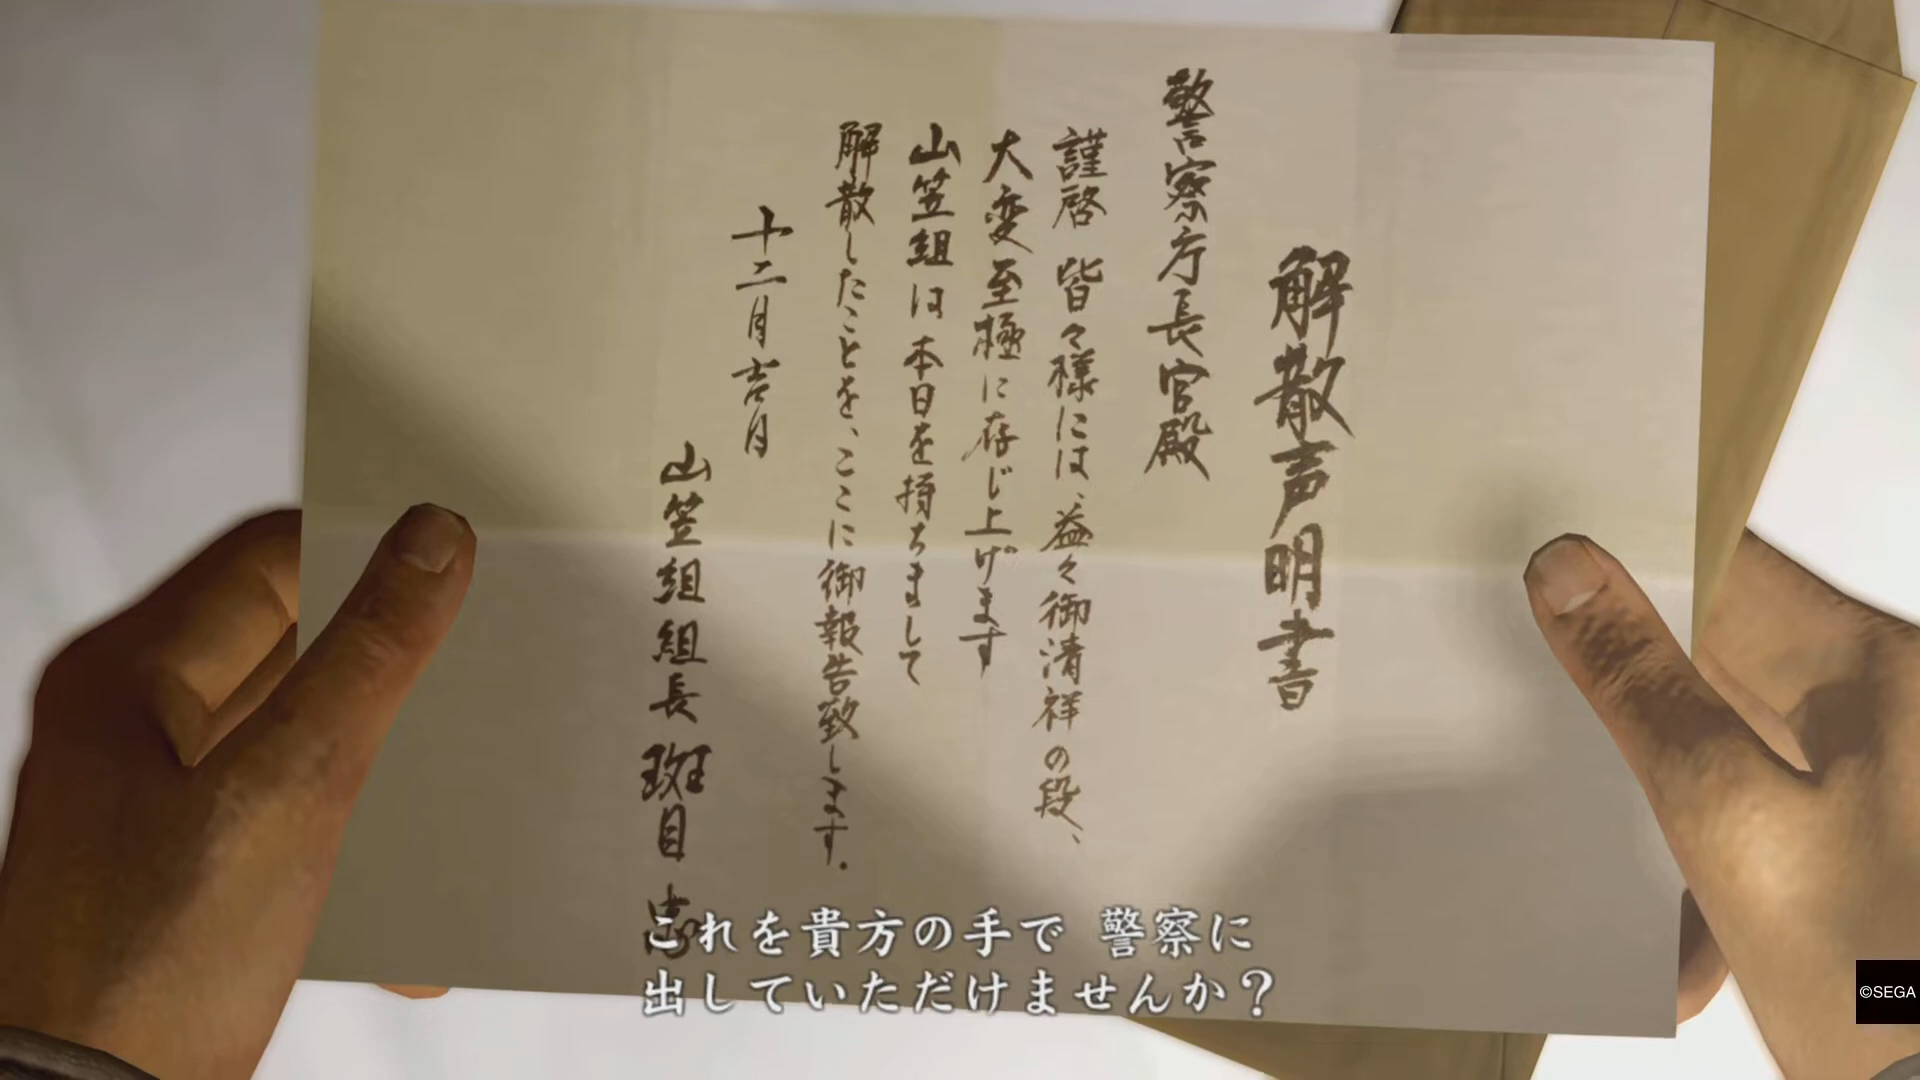 解散声明書
警察庁長官殿
謹啓 皆々様には、益々御清祥の段、
大変至極に存じ上げます
山笠組は本日を持ちまして
解散したことを、ここに御報告致します.
十二月吉月
山笠組組長 斑目 忠
これを貴方の手で 警察に
出していただけませんか?
©SEGA